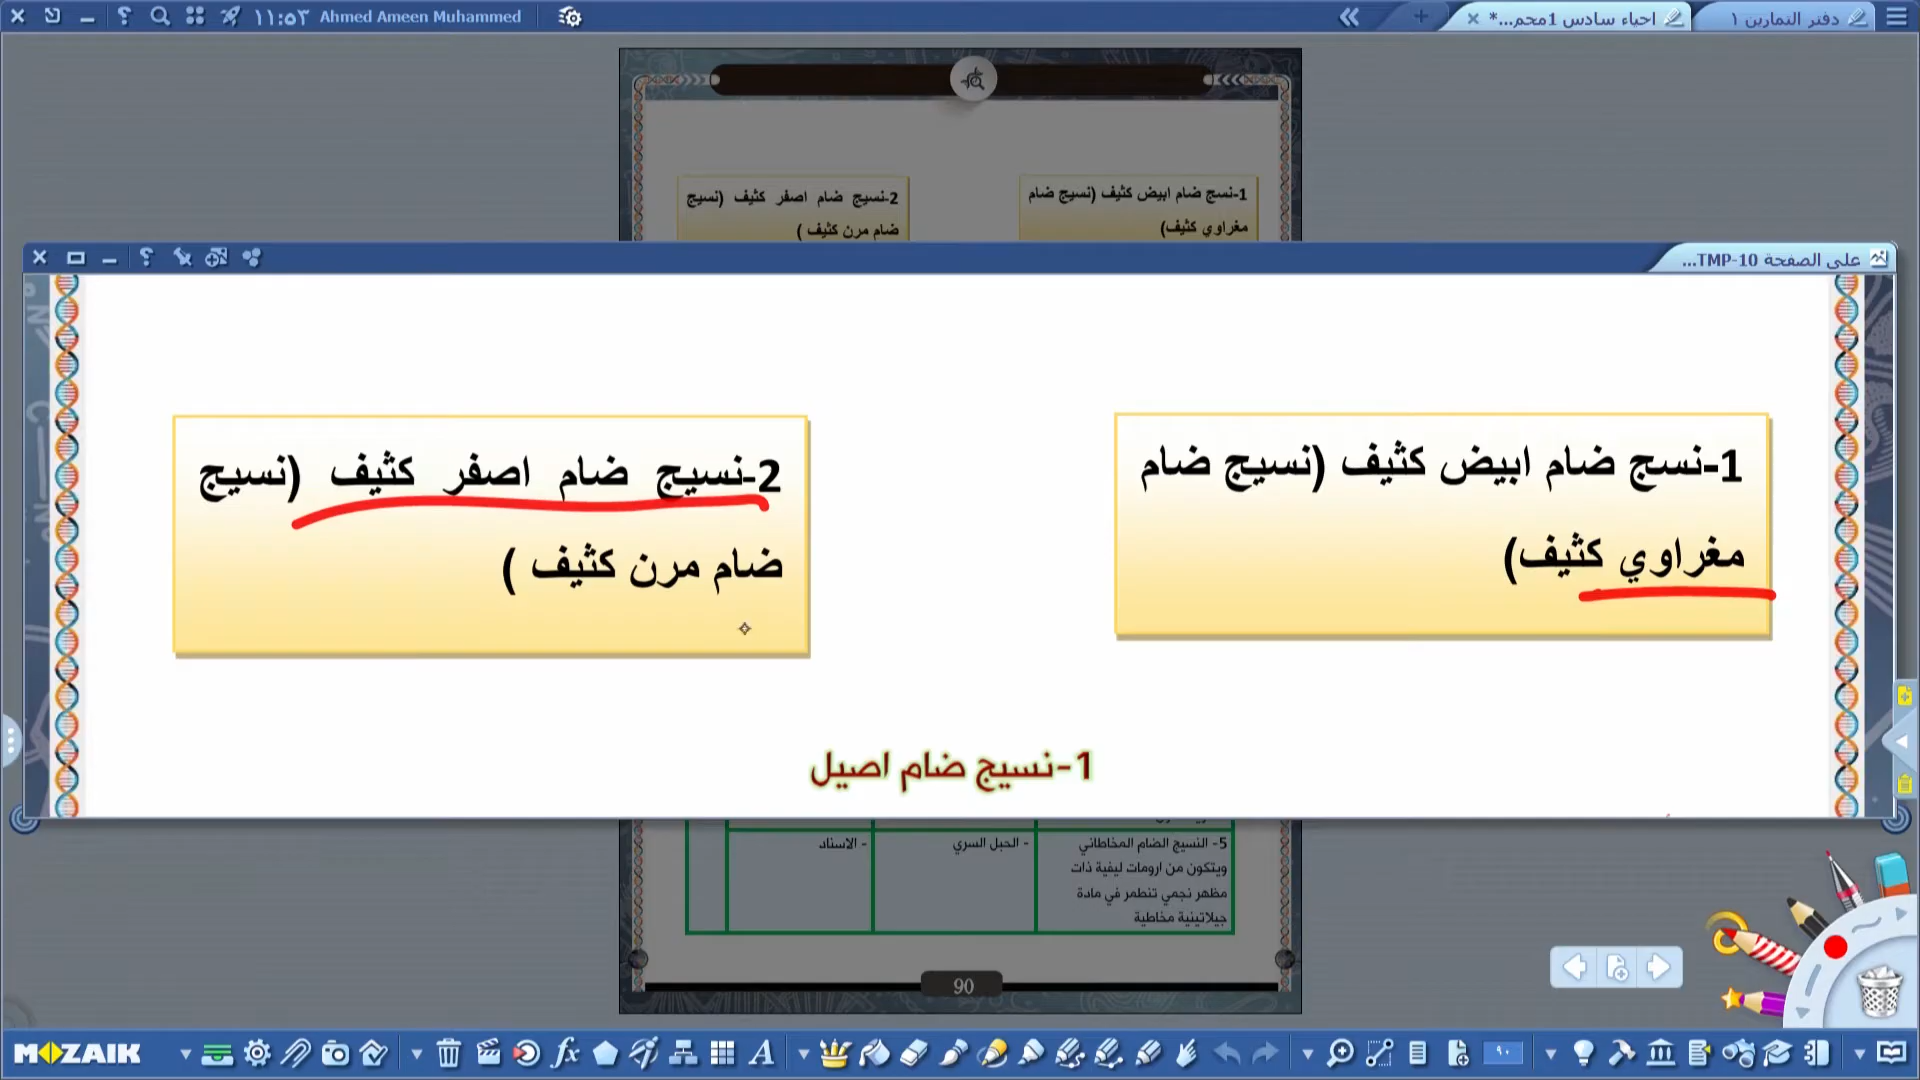 ١١:٥٣ Ahmed Ameen Muhammed
احياء سادس 1محم...*
دفتر التمارين ١
1-نسج ضام ابيض كثيف (نسيج ضام
مغراوي كثيف)
2-نسيج ضام اصفر كثيف (نسيج
ضام مرن كثيف )
على الصفحة TMP-10...
1-نسج ضام ابيض كثيف (نسيج ضام
مغراوي كثيف)
2-نسيج ضام اصفر كثيف (نسيج
ضام مرن كثيف )
1-نسيج ضام اصيل
5- النسيج الضام المخاطاني
ويتكون من ارومات ليفية ذات
مظهر نجمي تنطمر في مادة
جيلاتينية مخاطية
- الحبل السري
- الاسناد
90
MOZAIK
٩٠